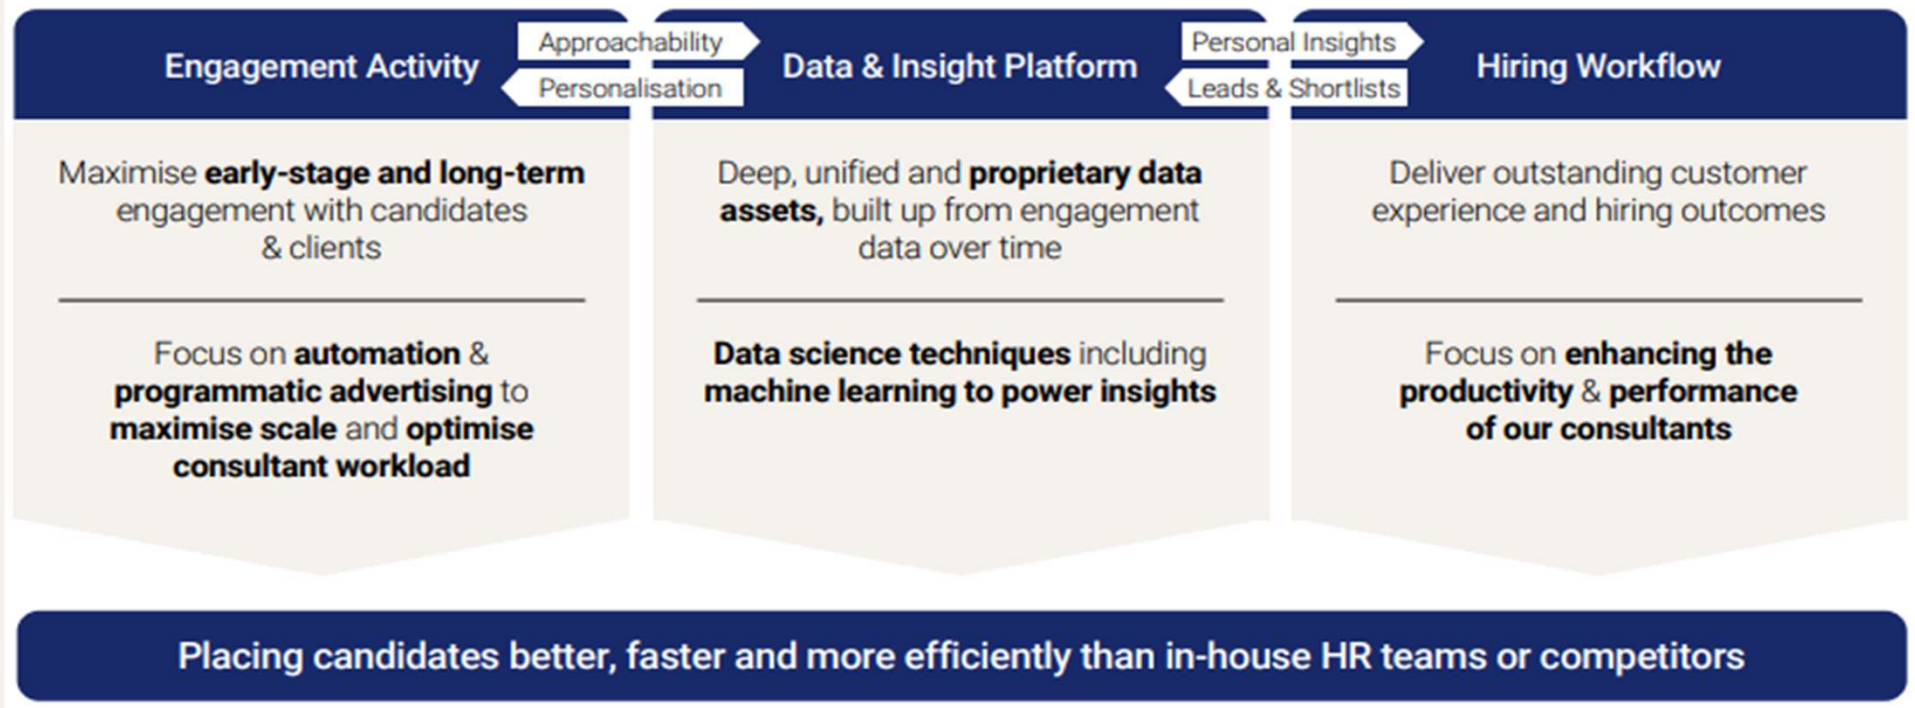 Engagement Activity
Approachability
Personalisation
Data & Insight Platform
Personal Insights
Leads & Shortlists
Hiring Workflow
Maximise early-stage and long-term
engagement with candidates
& clients
Focus on automation &
programmatic advertising to
maximise scale and optimise
consultant workload
Deep, unified and proprietary data
assets, built up from engagement
data over time
Data science techniques including
machine learning to power insights
Deliver outstanding customer
experience and hiring outcomes
Focus on enhancing the
productivity & performance
of our consultants
Placing candidates better, faster and more efficiently than in-house HR teams or competitors